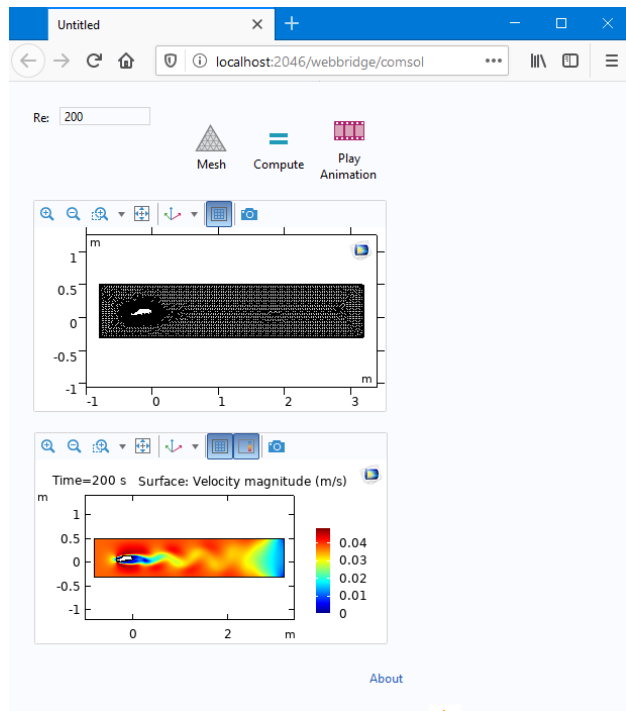 Untitled
localhost:2046/webbridge/comsol
Re: 200
Mesh
Compute
Play
Animation
m
1
0.5
0
-0.5
-1
m
-1 0 1 2 3
Time=200 s Surface: Velocity magnitude (m/s)
m
1
0.5
0
-0.5
-1
0 2 m
0.04
0.03
0.02
0.01
0
About